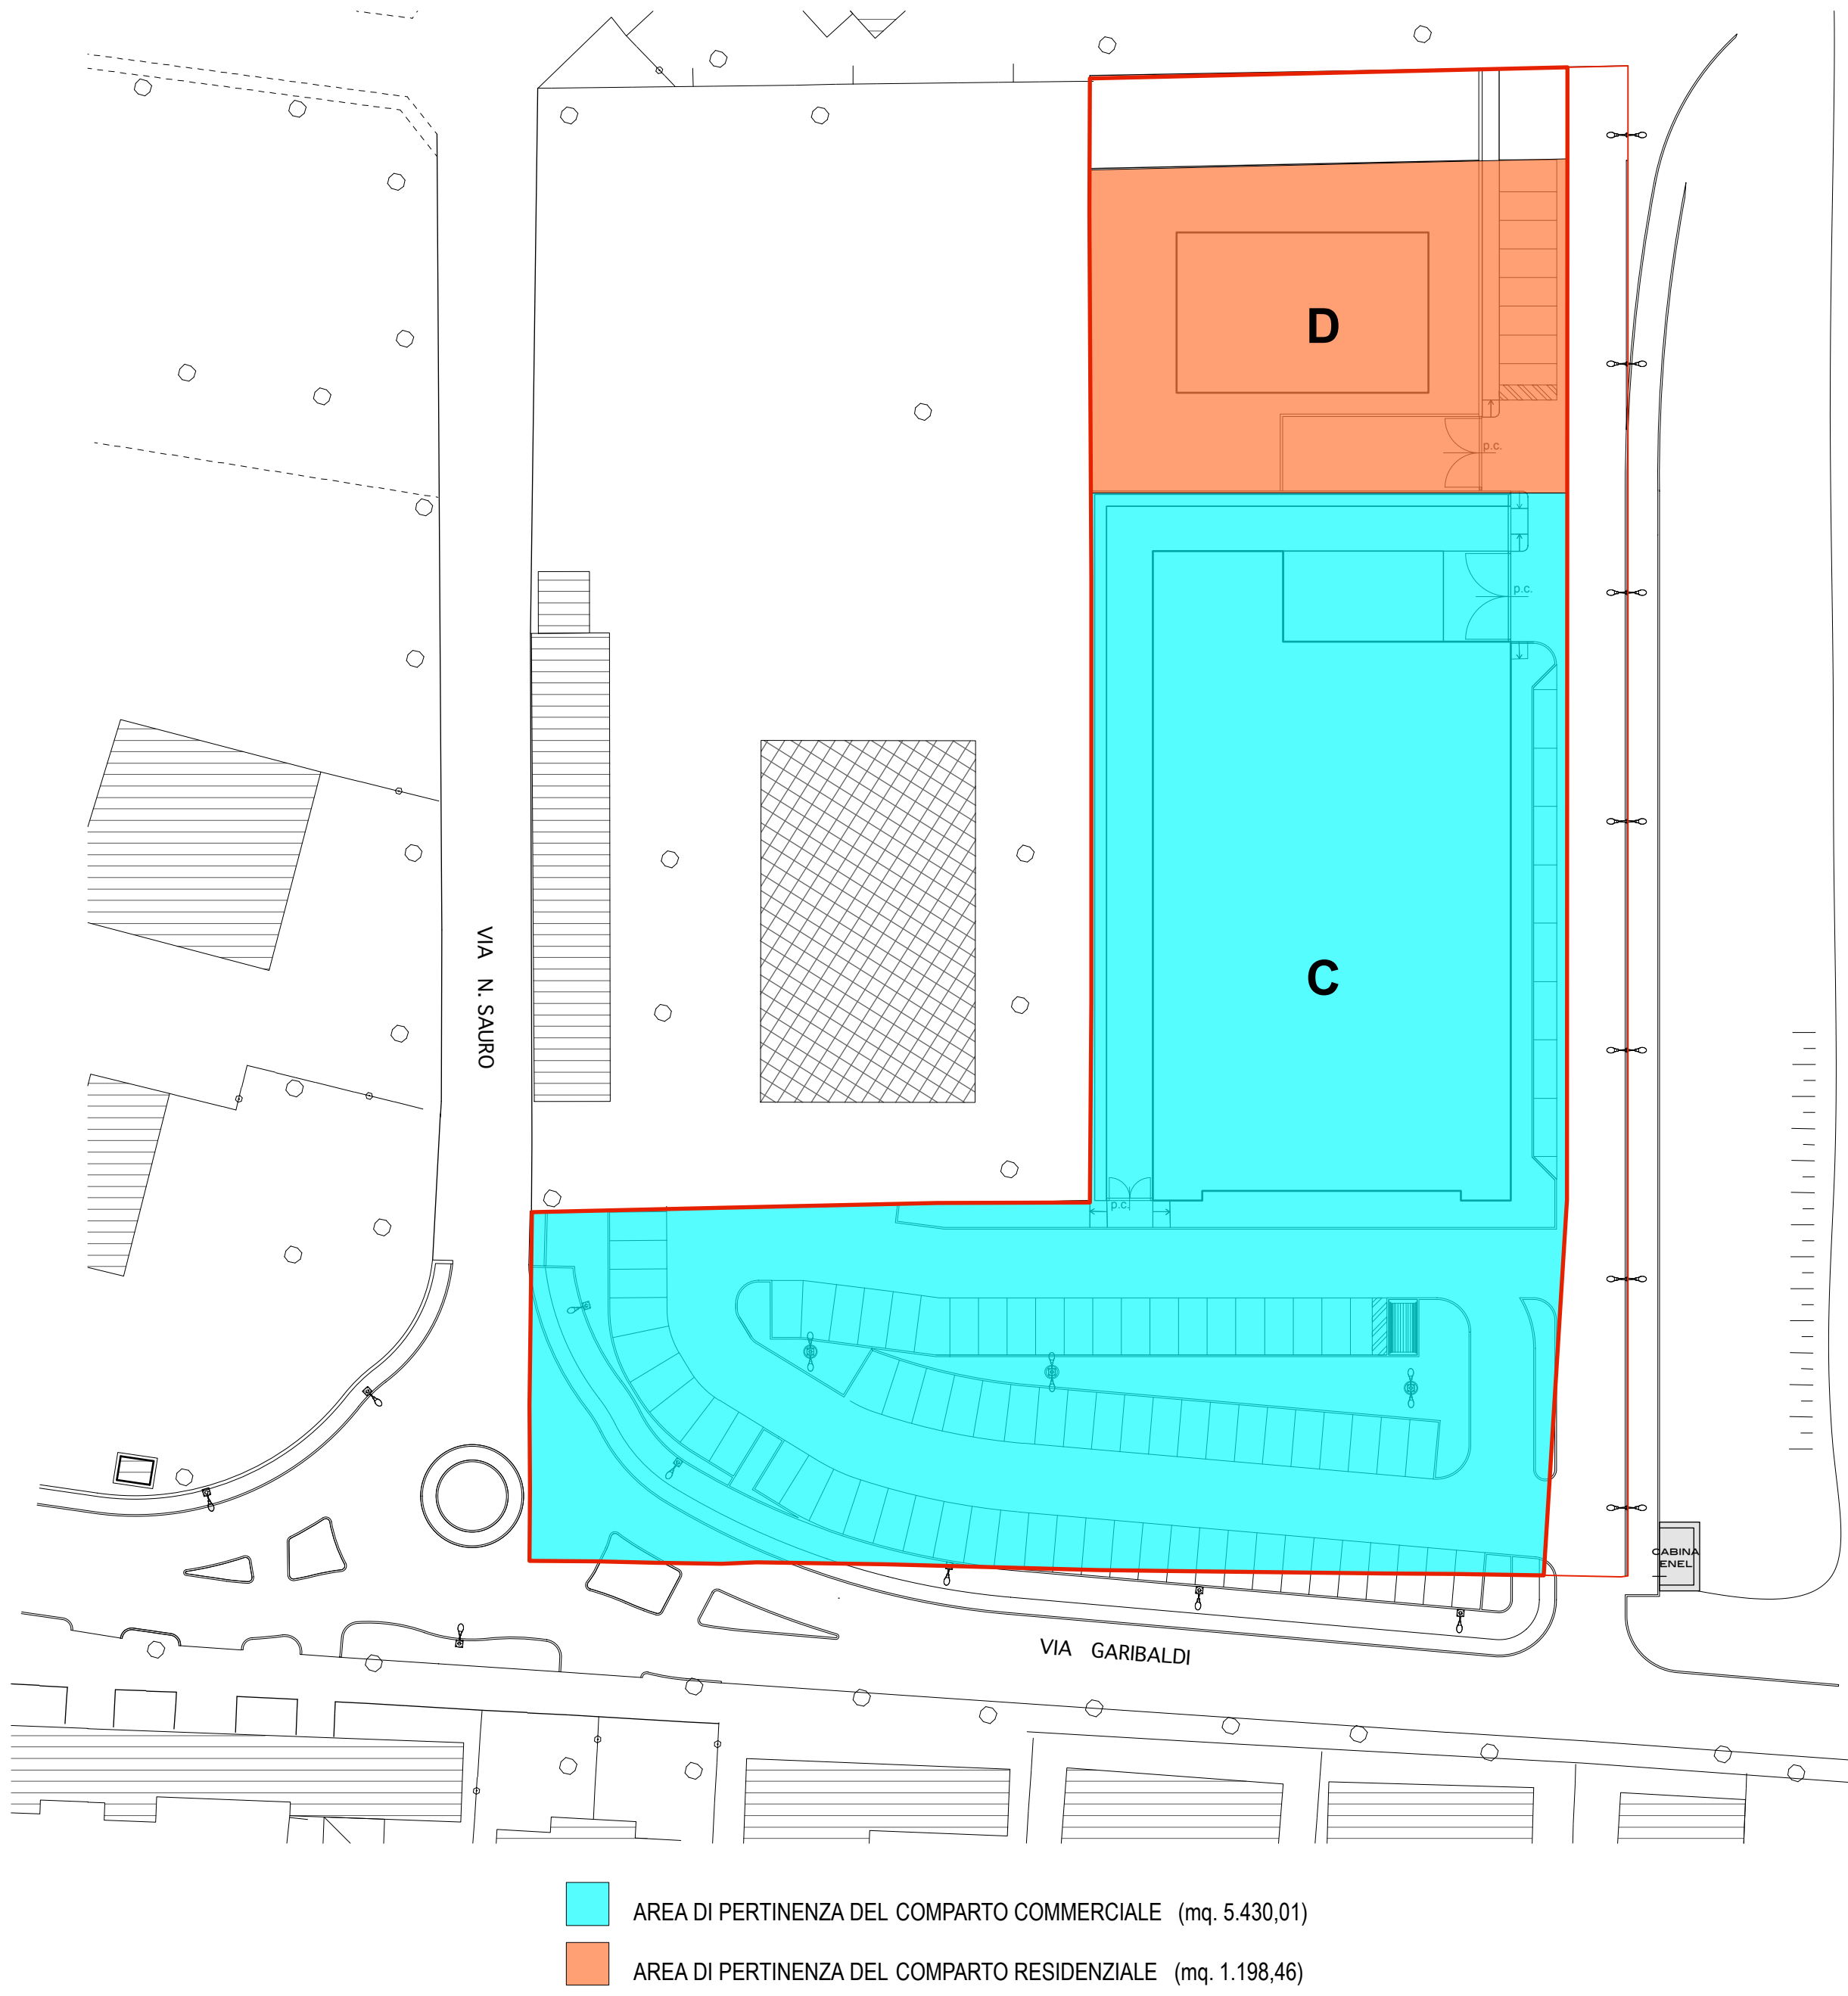 D
p.c.
p.c.
C
VIA N. SAURO
p.c.
CABINA
ENEL
VIA GARIBALDI
AREA DI PERTINENZA DEL COMPARTO COMMERCIALE (mq. 5.430,01)
AREA DI PERTINENZA DEL COMPARTO RESIDENZIALE (mq. 1.198,46)